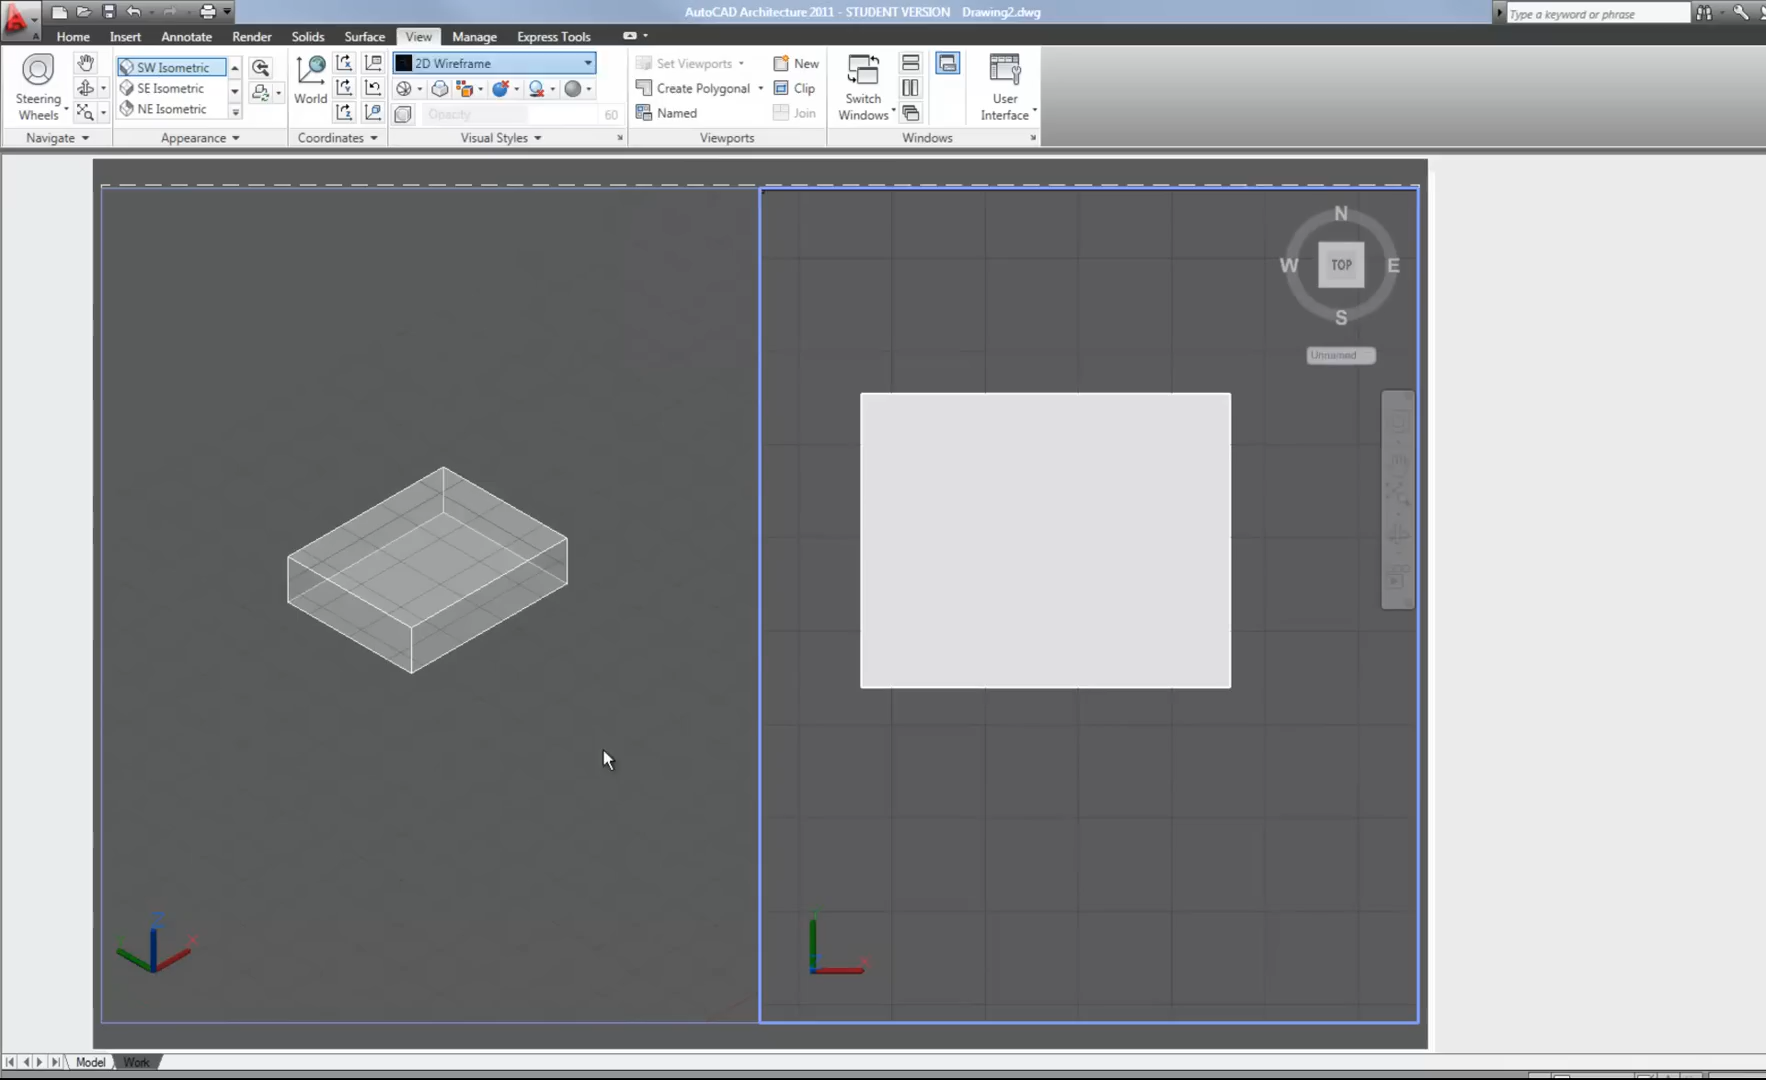 AutoCAD Architecture 2011 - STUDENT VERSION Drawing2.dwg
Type a keyword or phrase
Home Insert Annotate Render Solids Surface View Manage Express Tools
Steering Wheels
Navigate
SW Isometric
SE Isometric
NE Isometric
Appearance
World
Coordinates
2D Wireframe
Opacity 60
Visual Styles
Set Viewports
Create Polygonal
Named
New
Clip
Join
Viewports
Switch Windows
Windows
User Interface
N
W TOP E
S
Unnamed
X
X
Model Work